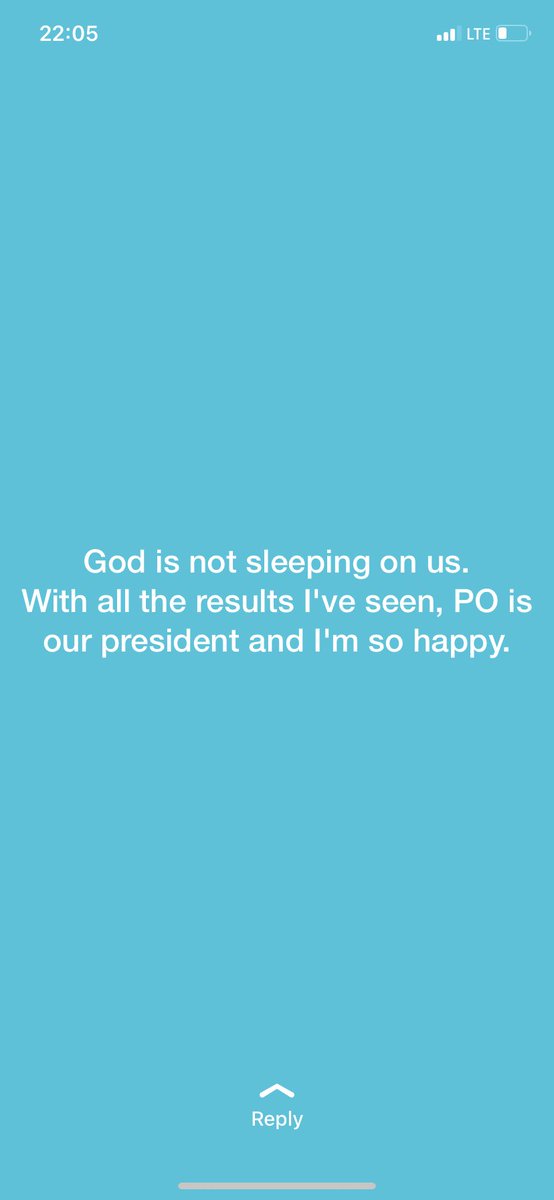 22:05 LTE
God is not sleeping on us.
With all the results I've seen, PO is
our president and I'm so happy.
Reply